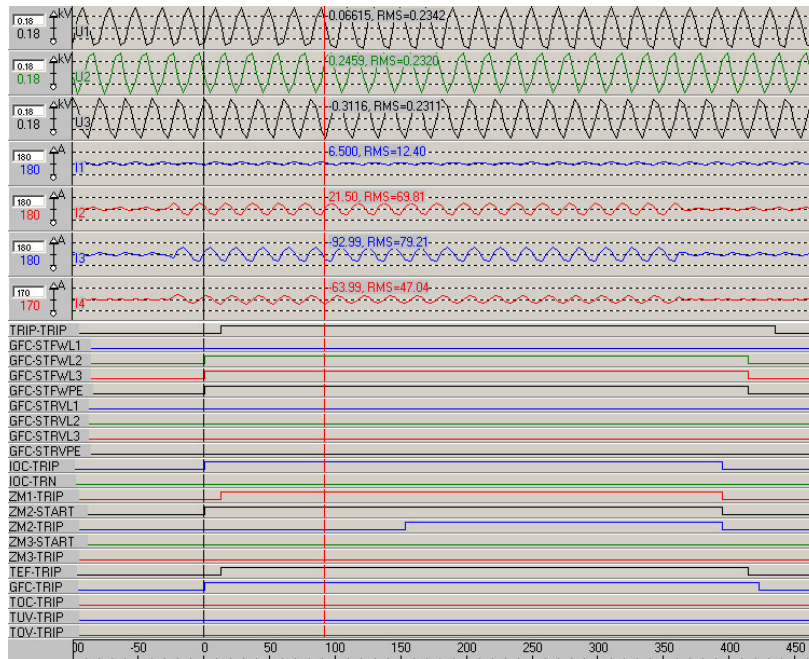 0.18 kV -0.06615, RMS=0.2342
0.18 U1
0.18 kV -0.2459, RMS=0.2320
0.18 U2
0.18 kV -0.3116, RMS=0.2311
0.18 U3
180 A -6.500, RMS=12.40
180 I1
180 A -21.50, RMS=69.81
180 I2
180 A -92.99, RMS=79.21
180 I3
170 A -63.99, RMS=47.04
170 I4
TRIP-TRIP
GFC-STFWL1
GFC-STFWL2
GFC-STFWL3
GFC-STFWPE
GFC-STRVL1
GFC-STRVL2
GFC-STRVL3
GFC-STRVPE
IOC-TRIP
IOC-TRN
ZM1-TRIP
ZM2-START
ZM2-TRIP
ZM3-START
ZM3-TRIP
TEF-TRIP
GFC-TRIP
TOC-TRIP
TUV-TRIP
TOV-TRIP
00 -50 0 50 100 150 200 250 300 350 400 450